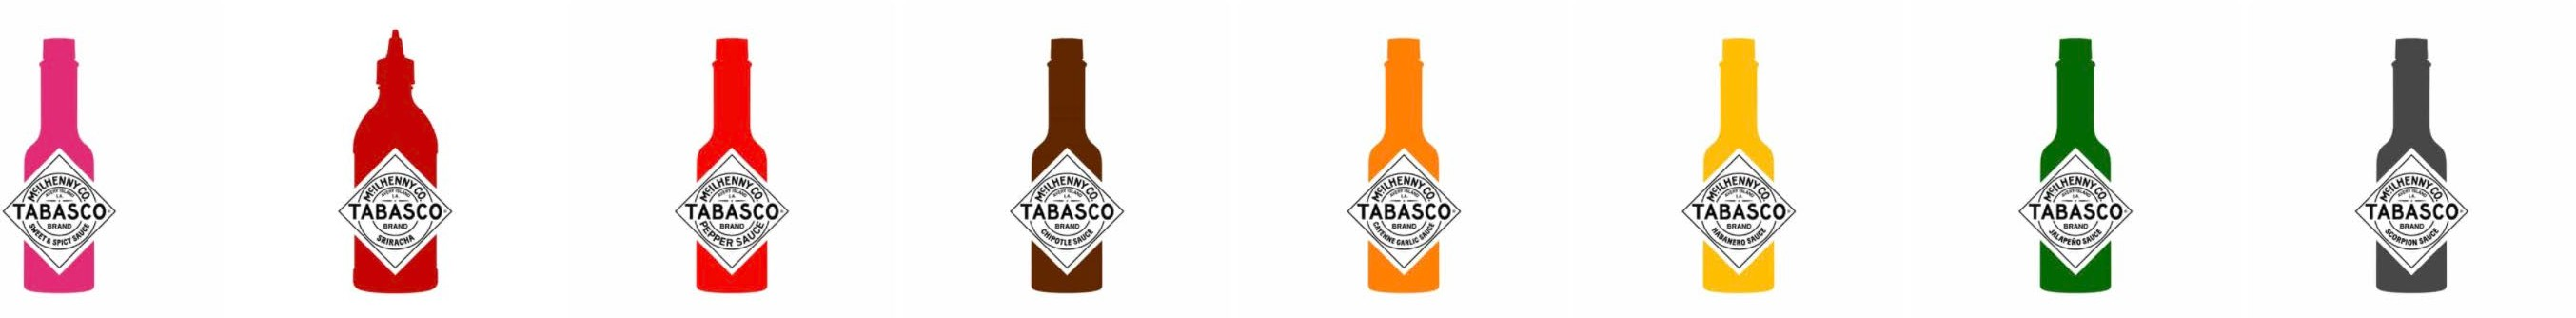 McILHENNY CO.
TABASCO
BRAND
SWEET & SPICY SAUCE
McILHENNY CO.
TABASCO
BRAND
SRIRACHA
McILHENNY CO.
TABASCO
BRAND
PEPPER SAUCE
McILHENNY CO.
TABASCO
BRAND
CHIPOTLE SAUCE
McILHENNY CO.
TABASCO
BRAND
CAYENNE GARLIC SAUCE
McILHENNY CO.
TABASCO
BRAND
HABANERO SAUCE
McILHENNY CO.
TABASCO
BRAND
JALAPEÑO SAUCE
McILHENNY CO.
TABASCO
BRAND
SCORPION SAUCE